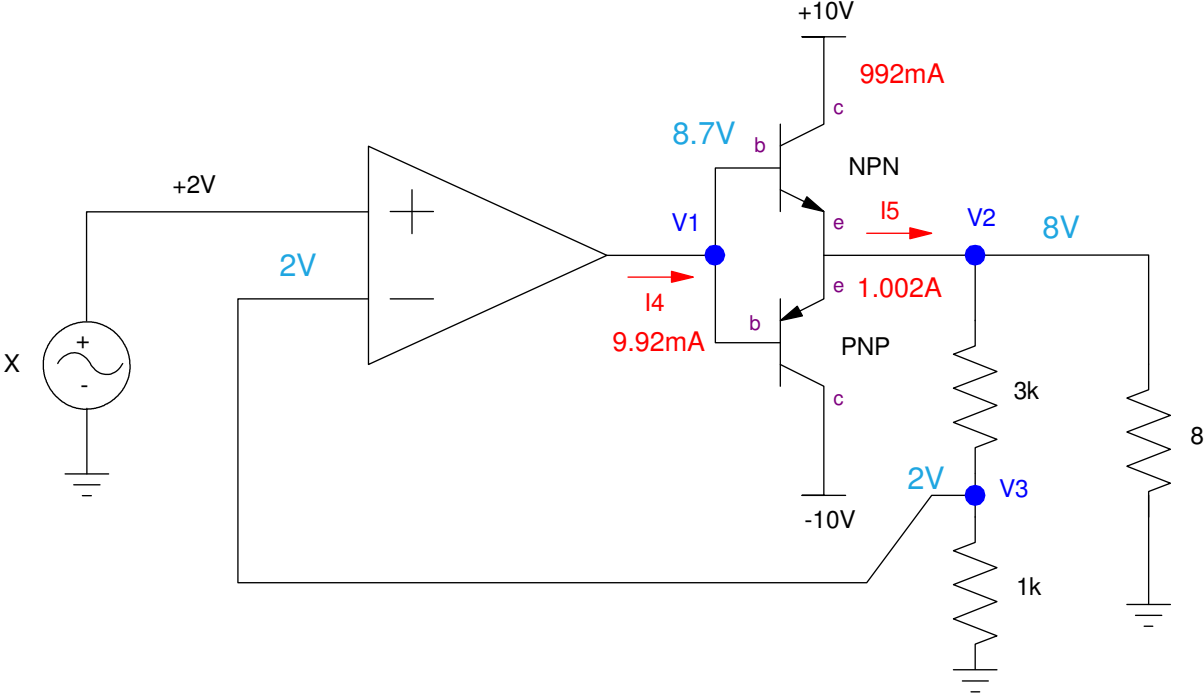 +10V
992mA
c
8.7V
b
NPN
+2V
+
V1
e
I5
V2
8V
2V
−
I4
e
1.002A
9.92mA
b
PNP
X
+
-
c
3k
8
2V
V3
-10V
1k